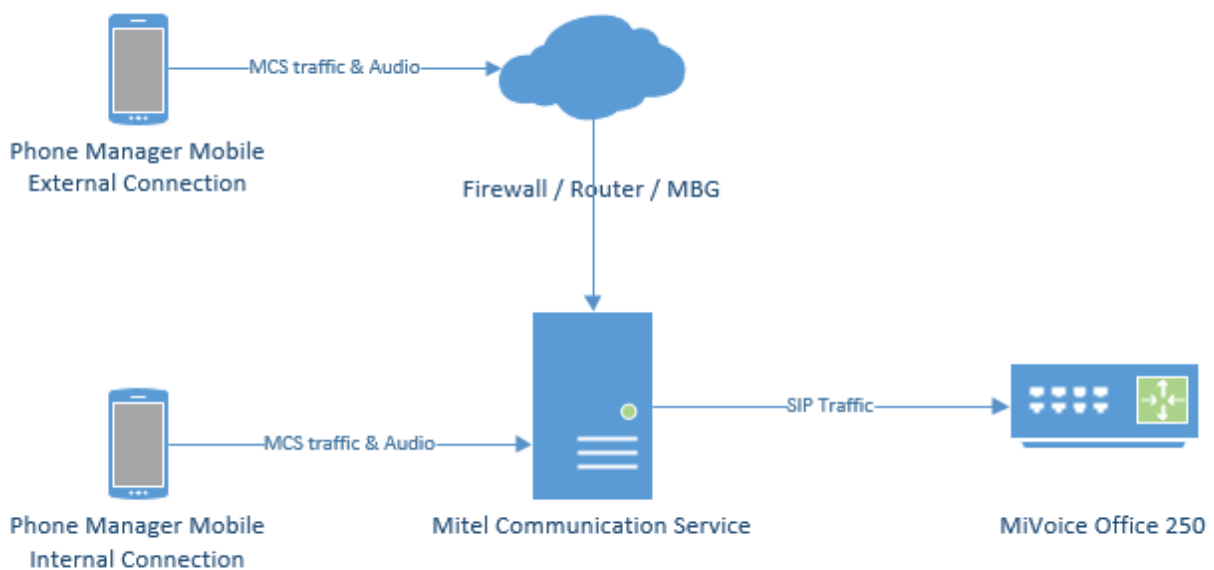 MCS traffic & Audio
Phone Manager Mobile
External Connection
Firewall / Router / MBG
SIP Traffic
MCS traffic & Audio
Phone Manager Mobile
Internal Connection
Mitel Communication Service
MiVoice Office 250